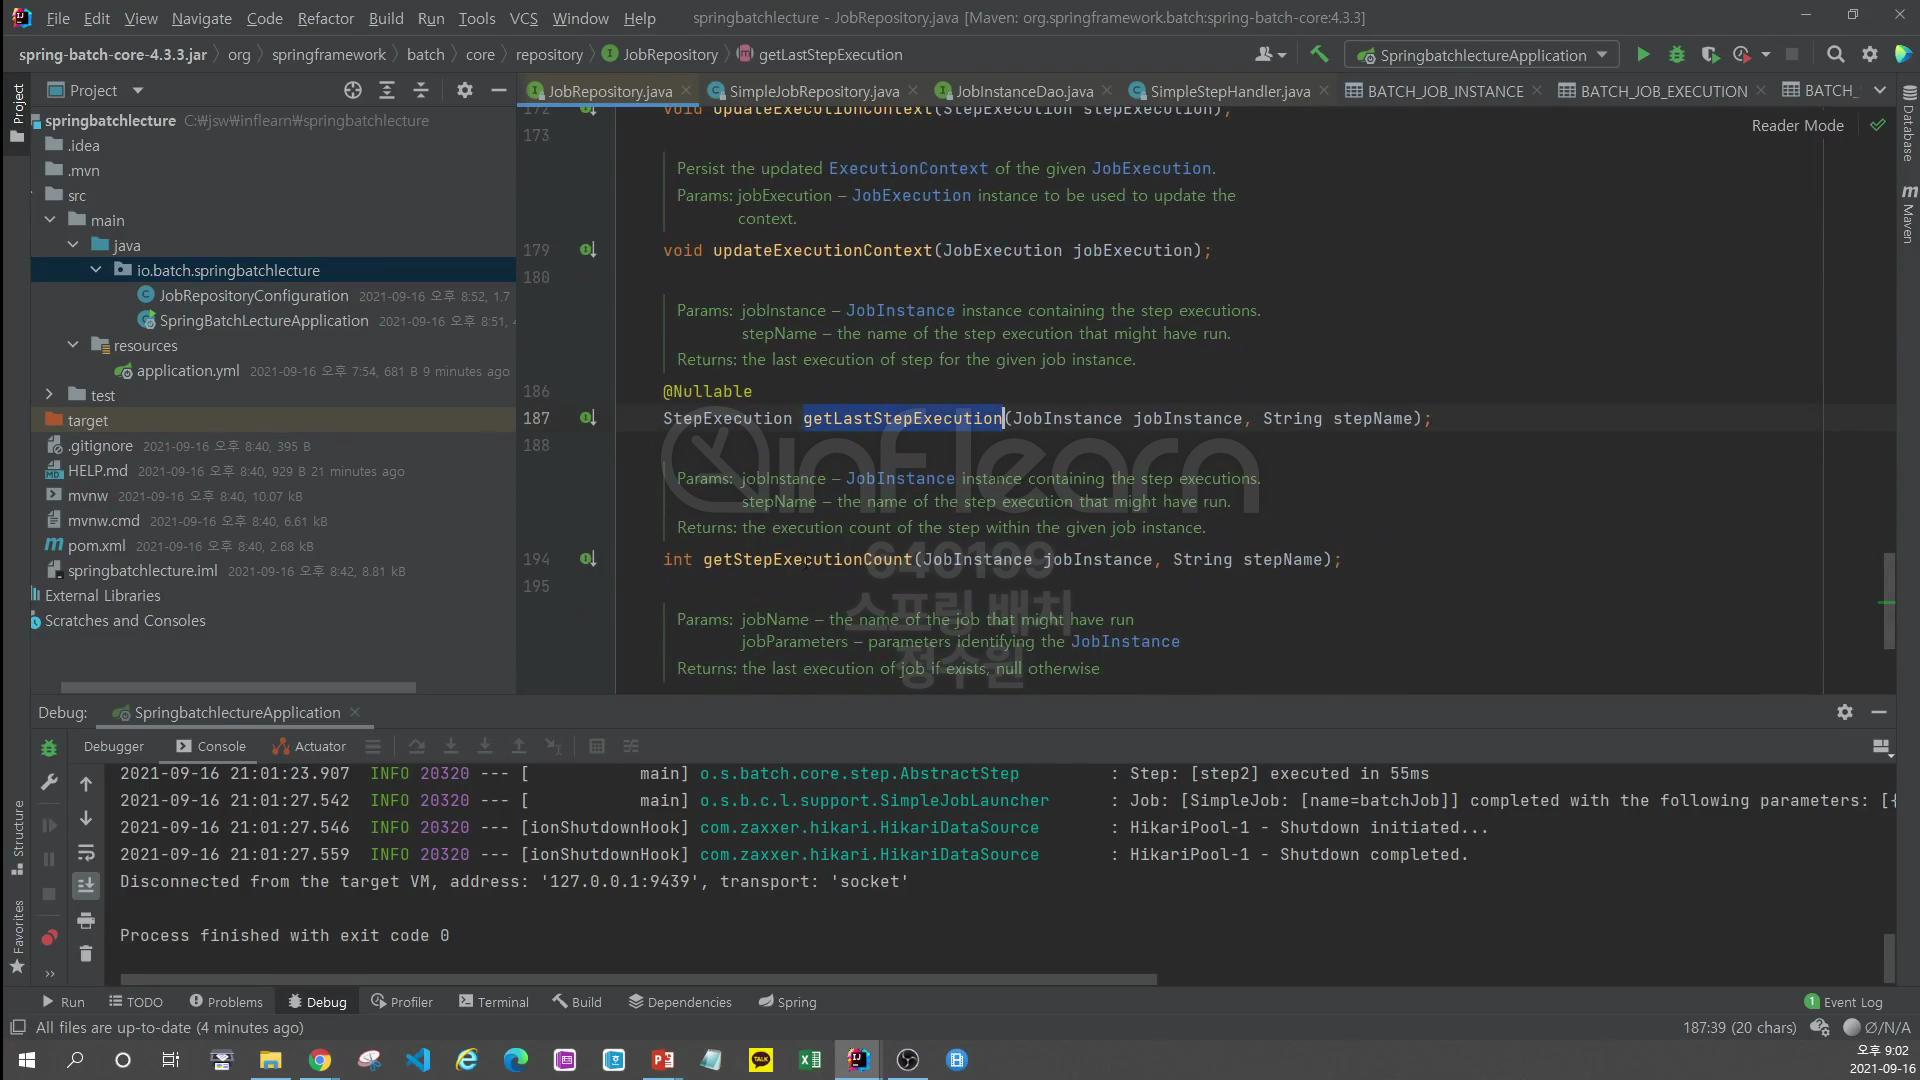 File Edit View Navigate Code Refactor Build Run Tools VCS Window Help springbatchlecture - JobRepository.java [Maven: org.springframework.batch:spring-batch-core:4.3.3]
spring-batch-core-4.3.3.jar org springframework batch core repository JobRepository getLastStepExecution SpringbatchlectureApplication
Project JobRepository.java SimpleJobRepository.java JobInstanceDao.java SimpleStepHandler.java BATCH_JOB_INSTANCE BATCH_JOB_EXECUTION BATCH_
Project
Database
Maven
Reader Mode
springbatchlecture C:\jsw\inflearn\springbatchlecture
.idea
.mvn
src
main
java
io.batch.springbatchlecture
JobRepositoryConfiguration 2021-09-16 오후 8:52, 1.7
SpringBatchLectureApplication 2021-09-16 오후 8:51, 4
resources
application.yml 2021-09-16 오후 7:54, 681 B 9 minutes ago
test
target
.gitignore 2021-09-16 오후 8:40, 395 B
HELP.md 2021-09-16 오후 8:40, 929 B 21 minutes ago
mvnw 2021-09-16 오후 8:40, 10.07 kB
mvnw.cmd 2021-09-16 오후 8:40, 6.61 kB
pom.xml 2021-09-16 오후 8:40, 2.68 kB
springbatchlecture.iml 2021-09-16 오후 8:42, 8.81 kB
External Libraries
Scratches and Consoles
172 void updateExecutionContext(StepExecution stepExecution);
173
Persist the updated ExecutionContext of the given JobExecution.
Params: jobExecution – JobExecution instance to be used to update the
context.
179 void updateExecutionContext(JobExecution jobExecution);
180
Params: jobInstance – JobInstance instance containing the step executions.
stepName – the name of the step execution that might have run.
Returns: the last execution of step for the given job instance.
186 @Nullable
187 StepExecution getLastStepExecution(JobInstance jobInstance, String stepName);
188
Params: jobInstance – JobInstance instance containing the step executions.
stepName – the name of the step execution that might have run.
Returns: the execution count of the step within the given job instance.
194 int getStepExecutionCount(JobInstance jobInstance, String stepName);
195
Params: jobName – the name of the job that might have run
jobParameters – parameters identifying the JobInstance
Returns: the last execution of job if exists, null otherwise
inflearn
640199
스프링 배치
정수원
Debug: SpringbatchlectureApplication
Debugger Console Actuator
2021-09-16 21:01:23.907 INFO 20320 --- [ main] o.s.batch.core.step.AbstractStep : Step: [step2] executed in 55ms
2021-09-16 21:01:27.542 INFO 20320 --- [ main] o.s.b.c.l.support.SimpleJobLauncher : Job: [SimpleJob: [name=batchJob]] completed with the following parameters: [{
2021-09-16 21:01:27.546 INFO 20320 --- [ionShutdownHook] com.zaxxer.hikari.HikariDataSource : HikariPool-1 - Shutdown initiated...
2021-09-16 21:01:27.559 INFO 20320 --- [ionShutdownHook] com.zaxxer.hikari.HikariDataSource : HikariPool-1 - Shutdown completed.
Disconnected from the target VM, address: '127.0.0.1:9439', transport: 'socket'
Process finished with exit code 0
Structure
Favorites
Run TODO Problems Debug Profiler Terminal Build Dependencies Spring 1 Event Log
All files are up-to-date (4 minutes ago) 187:39 (20 chars) Ø/N/A
오후 9:02
2021-09-16